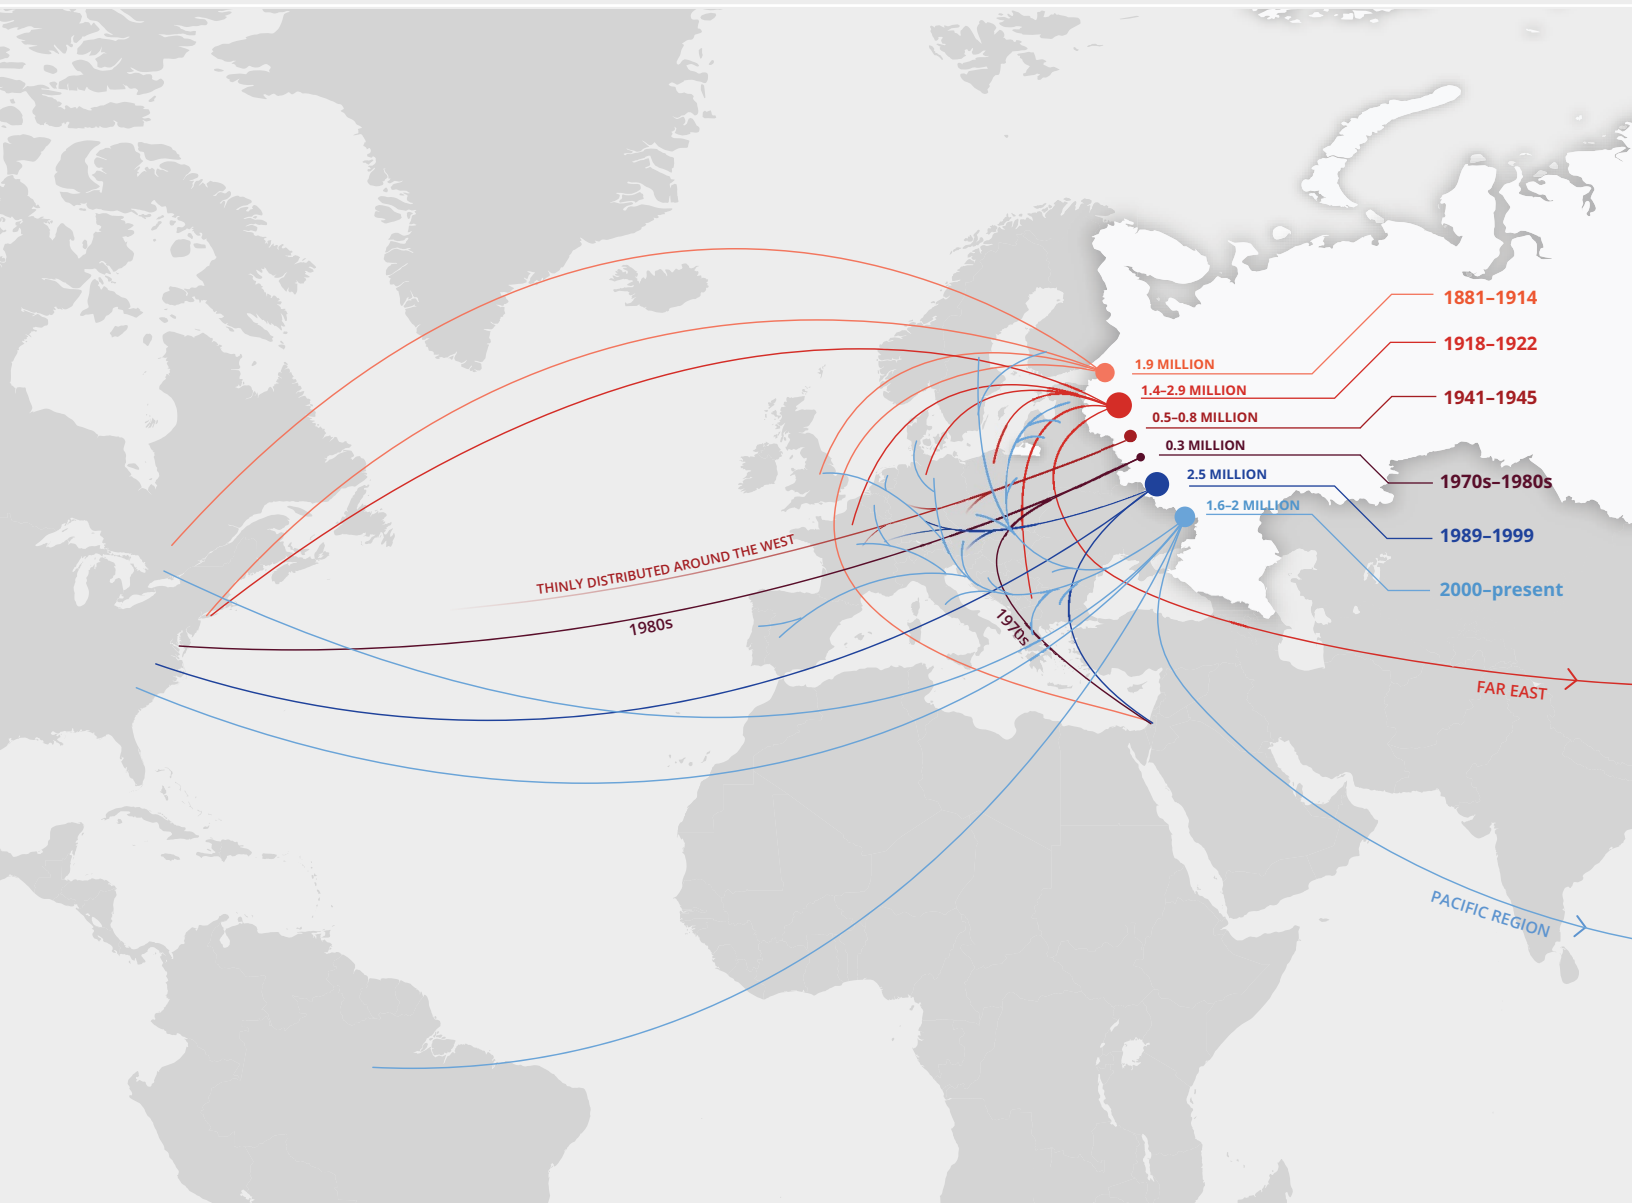 1881–1914
1.9 MILLION
1918–1922
1.4–2.9 MILLION
1941–1945
0.5–0.8 MILLION
0.3 MILLION
1970s–1980s
2.5 MILLION
1989–1999
1.6–2 MILLION
2000–present
THINLY DISTRIBUTED AROUND THE WEST
1980s
1970s
FAR EAST
PACIFIC REGION